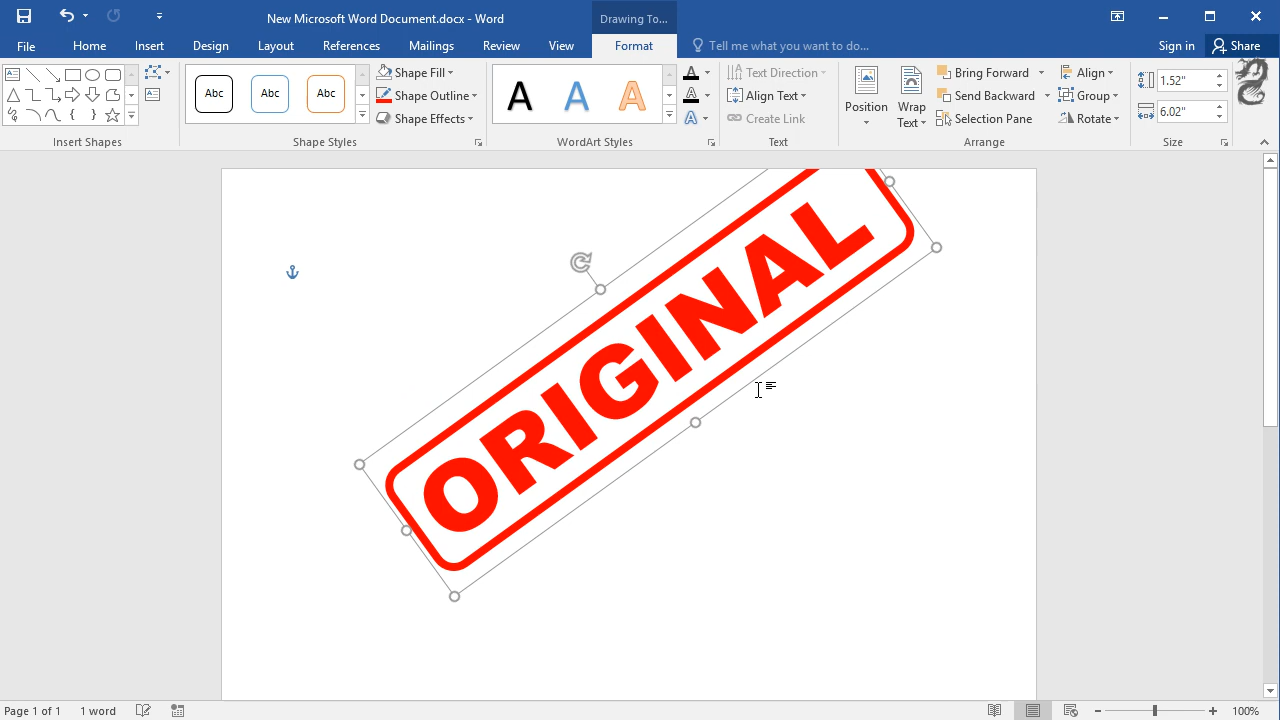 New Microsoft Word Document.docx - Word
Drawing To...
File Home Insert Design Layout References Mailings Review View Format Tell me what you want to do... Sign in Share
Abc Abc Abc
Shape Fill
Shape Outline
Shape Effects
A A A
A
A
A
Text Direction
Align Text
Create Link
Position
Wrap
Text
Bring Forward
Send Backward
Selection Pane
Align
Group
Rotate
1.52"
6.02"
Insert Shapes Shape Styles WordArt Styles Text Arrange Size
ORIGINAL
Page 1 of 1 1 word 100%